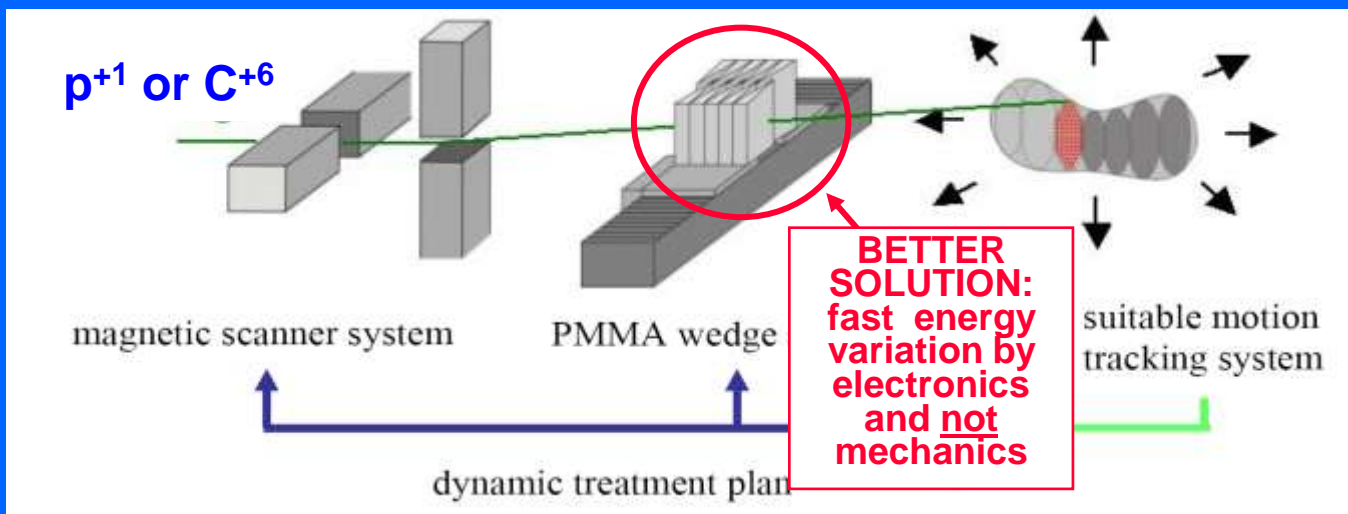 p+1 or C+6
magnetic scanner system
PMMA wedge
BETTER
SOLUTION:
fast energy
variation by
electronics
and not
mechanics
suitable motion
tracking system
dynamic treatment plan